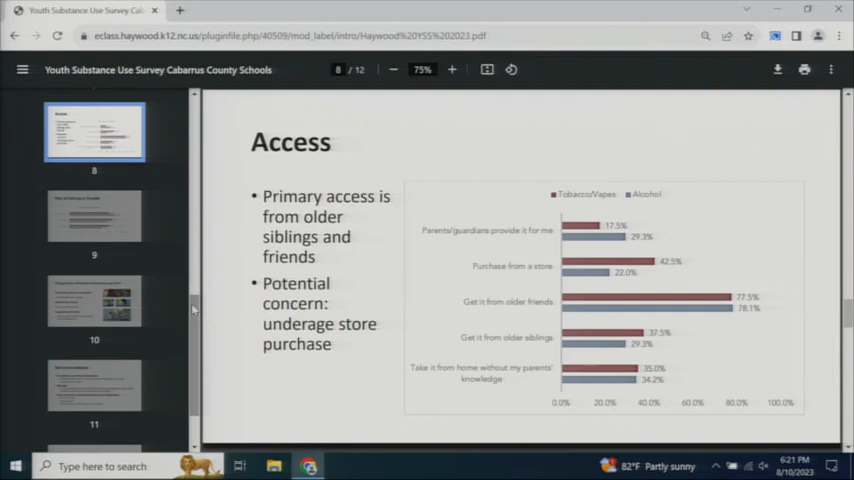 Youth Substance Use Survey Cab
eclass.haywood.k12.nc.us/pluginfile.php/40509/mod_label/intro/Haywood%20YSS%202023.pdf
Youth Substance Use Survey Cabarrus County Schools
8 / 12
75%
8
9
10
11
Access
• Primary access is
from older
siblings and
friends
• Potential
concern:
underage store
purchase
Tobacco/Vapes Alcohol
Parents/guardians provide it for me
17.5%
29.3%
Purchase from a store
42.5%
22.0%
Get it from older friends
77.5%
78.1%
Get it from older siblings
37.5%
29.3%
Take it from home without my parents'
knowledge
35.0%
34.2%
0.0% 20.0% 40.0% 60.0% 80.0% 100.0%
Type here to search
82°F Partly sunny
6:21 PM
8/10/2023